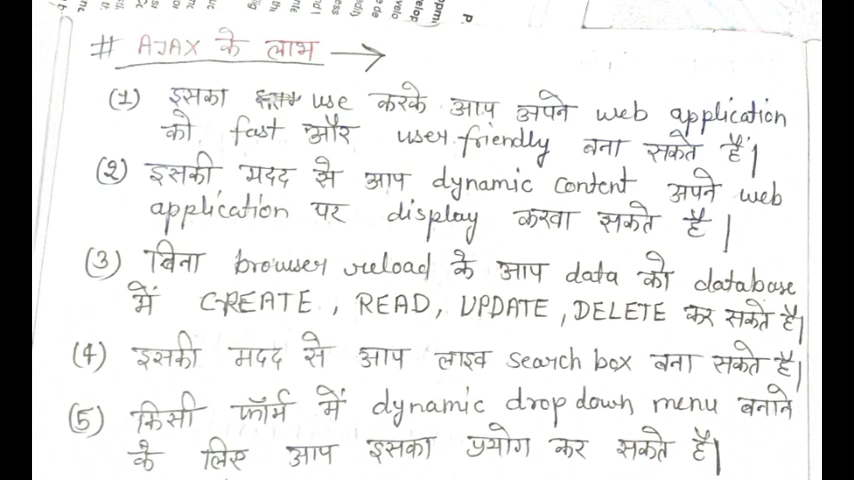 # AJAX के लाभ →
(1) इसका use करके आप अपने web application
को fast और user friendly बना सकते हैं।
(2) इसकी मदद से आप dynamic content अपने web
application पर display करवा सकते है।
(3) बिना browser reload के आप data को database
में CREATE, READ, UPDATE, DELETE कर सकते है।
(4) इसकी मदद से आप लाइव search box बना सकते है।
(5) किसी फॉर्म में dynamic drop down menu बनाने
के लिए आप इसका प्रयोग कर सकते हैं।